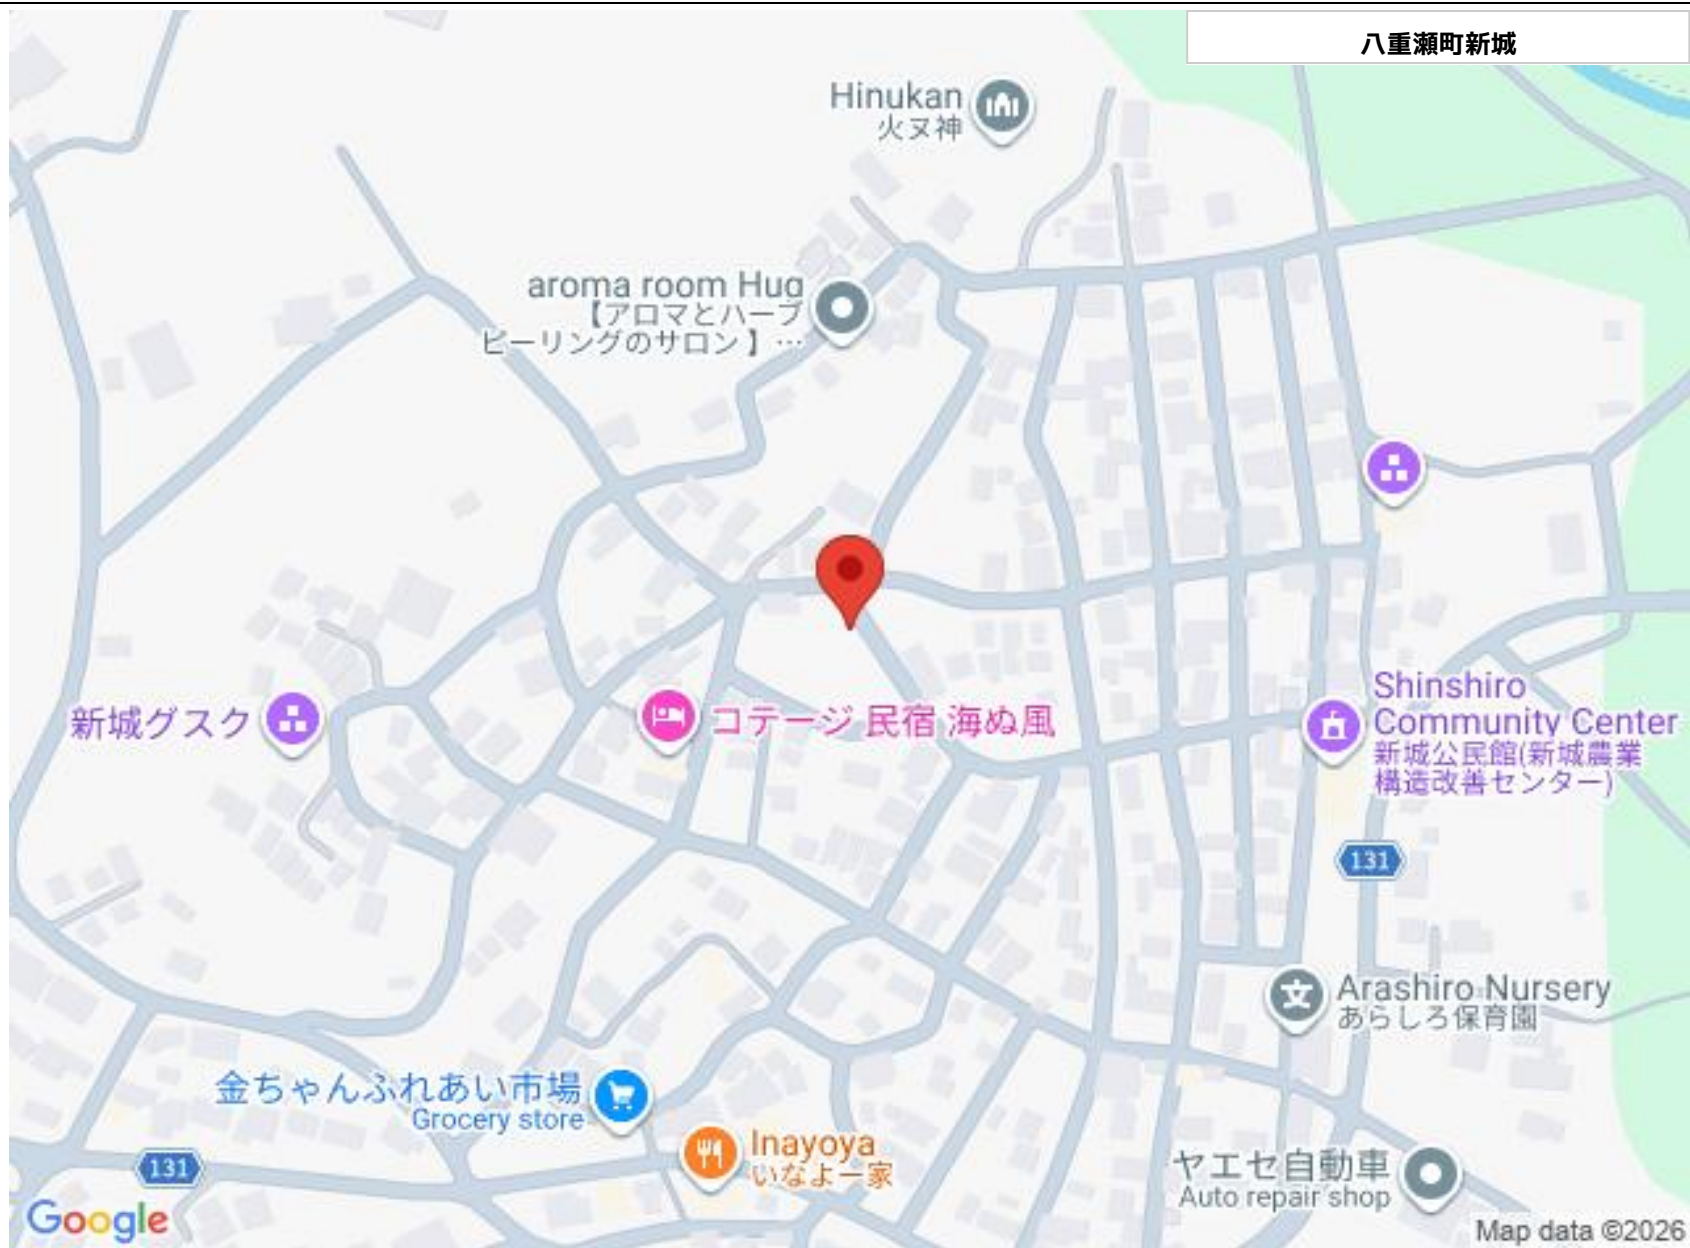 八重瀬町新城
Hinukan
火ヌ神
aroma room Hug
【アロマとハーブ
ピーリングのサロン】…
新城グスク
コテージ 民宿 海ぬ風
Shinshiro
Community Center
新城公民館(新城農業
構造改善センター)
131
Arashiro Nursery
あらしろ保育園
金ちゃんふれあい市場
Grocery store
Inayoya
いなよー家
131
ヤエセ自動車
Auto repair shop
Google
Map data ©2026